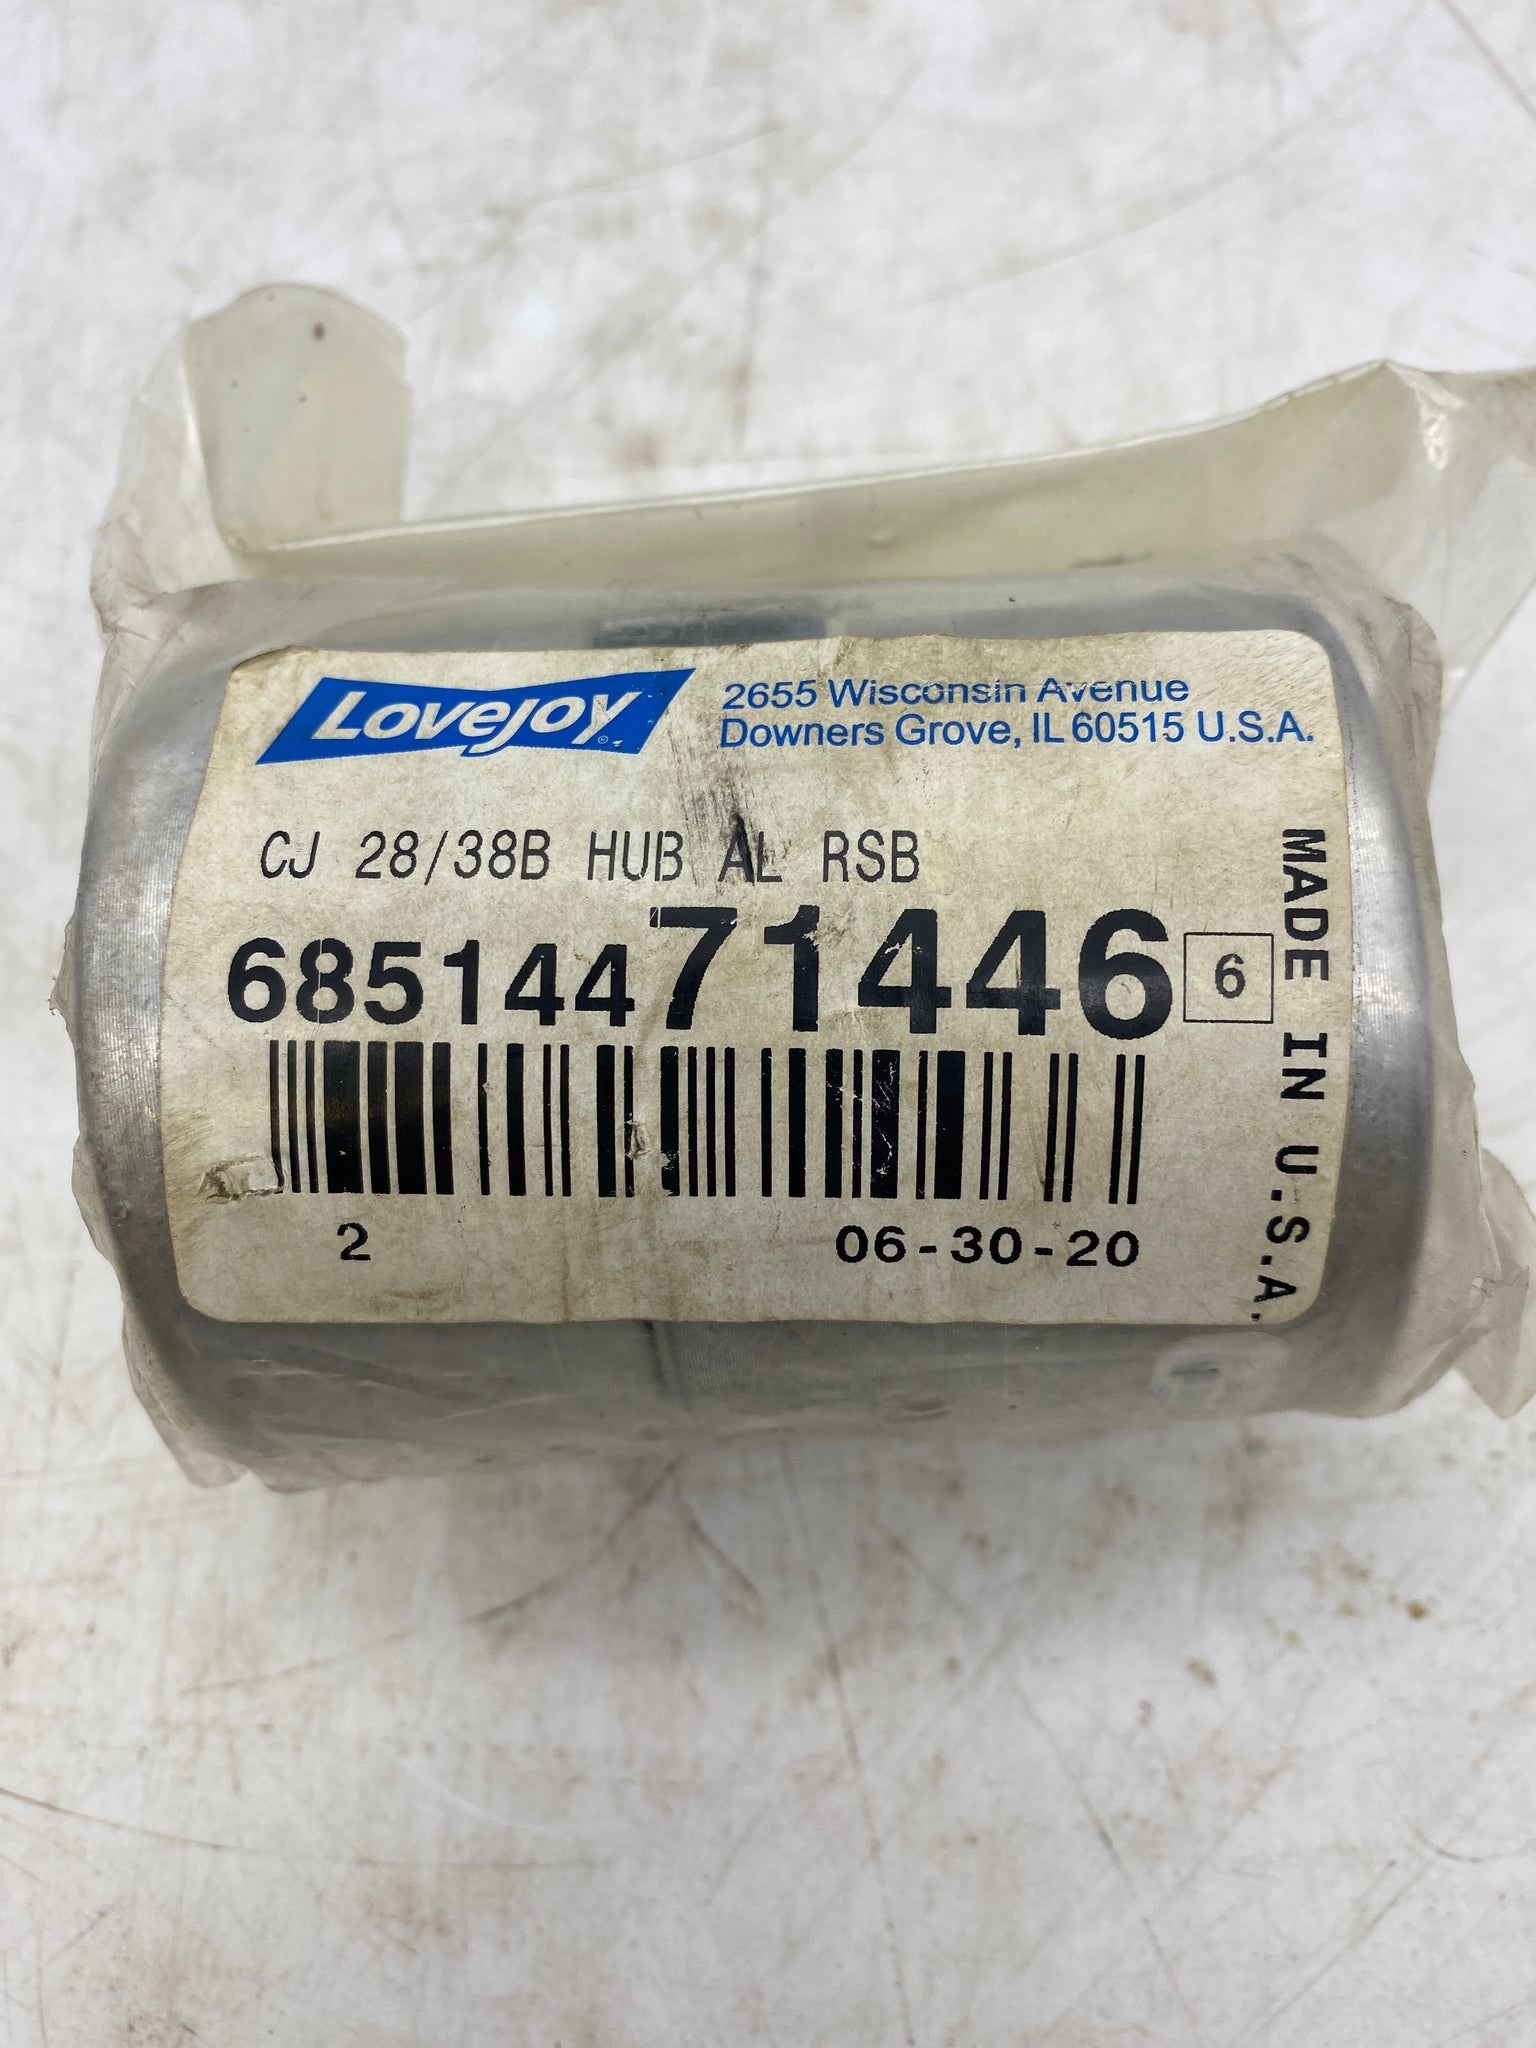 Lovejoy
2655 Wisconsin Avenue
Downers Grove, IL 60515 U.S.A.
CJ 28/38B HUB AL RSB
68514471446 6
2 06-30-20
MADE IN U.S.A.